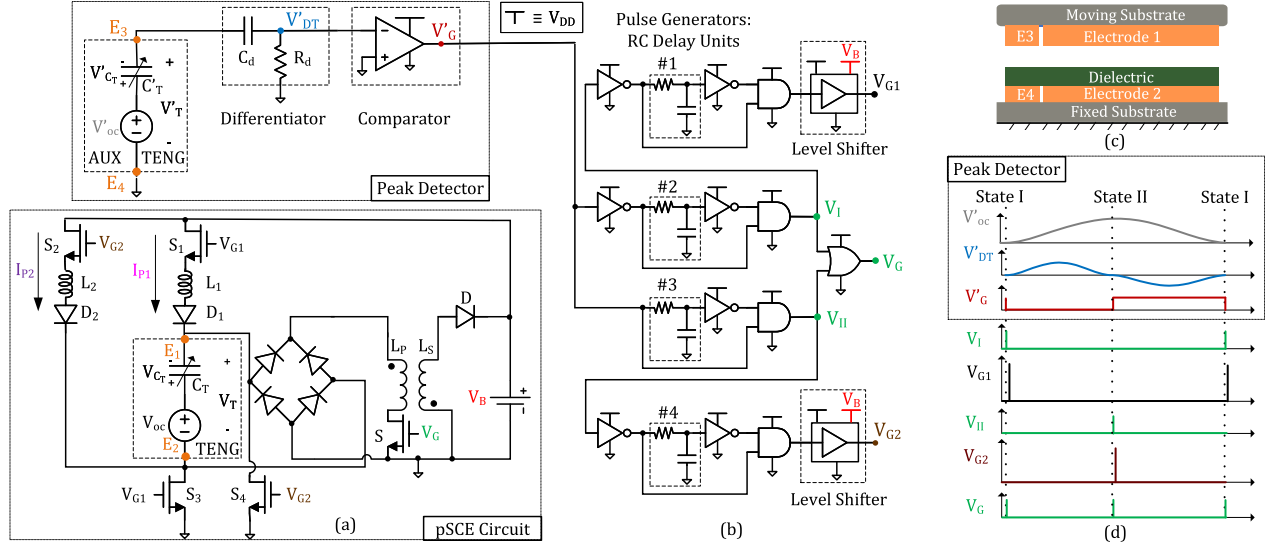 E3
V'CT
-
+
+
C'T
V'T
V'oc
+
-
-
AUX TENG
E4
Cd
V'DT
Rd
Differentiator
-
+
V'G
Comparator
Peak Detector
≡ VDD
S2
VG2
IP2
L2
D2
S1
VG1
IP1
L1
D1
E1
VCT
-
+
+
CT
VT
Voc
+
-
-
E2
TENG
VG1
S3
S4
VG2
LP
LS
D
S
VG
VB
+
-
(a)
pSCE Circuit
Pulse Generators:
RC Delay Units
#1
VB
VG1
Level Shifter
#2
VI
VG
#3
VII
#4
VB
VG2
Level Shifter
(b)
Moving Substrate
E3 Electrode 1
Dielectric
E4 Electrode 2
Fixed Substrate
(c)
Peak Detector
State I State II State I
V'oc
V'DT
V'G
VI
VG1
VII
VG2
VG
(d)